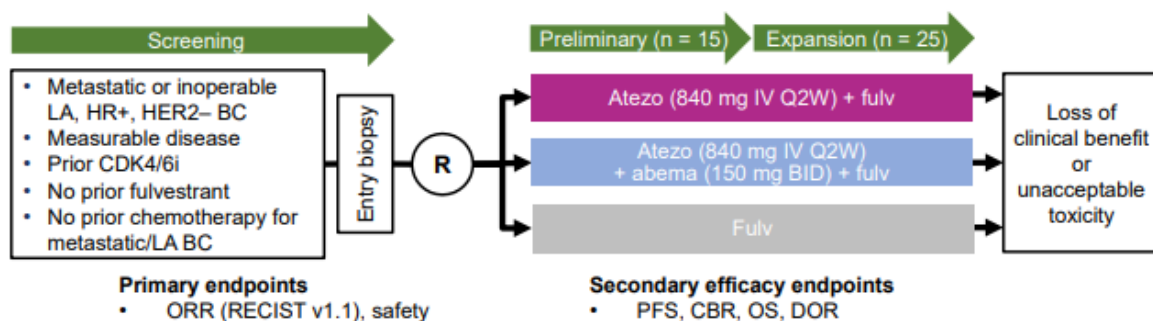 Screening
Preliminary (n = 15)
Expansion (n = 25)
• Metastatic or inoperable
LA, HR+, HER2– BC
• Measurable disease
• Prior CDK4/6i
• No prior fulvestrant
• No prior chemotherapy for
metastatic/LA BC
Entry biopsy
R
Atezo (840 mg IV Q2W) + fulv
Atezo (840 mg IV Q2W)
+ abema (150 mg BID) + fulv
Fulv
Loss of
clinical benefit
or
unacceptable
toxicity
Primary endpoints
• ORR (RECIST v1.1), safety
Secondary efficacy endpoints
• PFS, CBR, OS, DOR